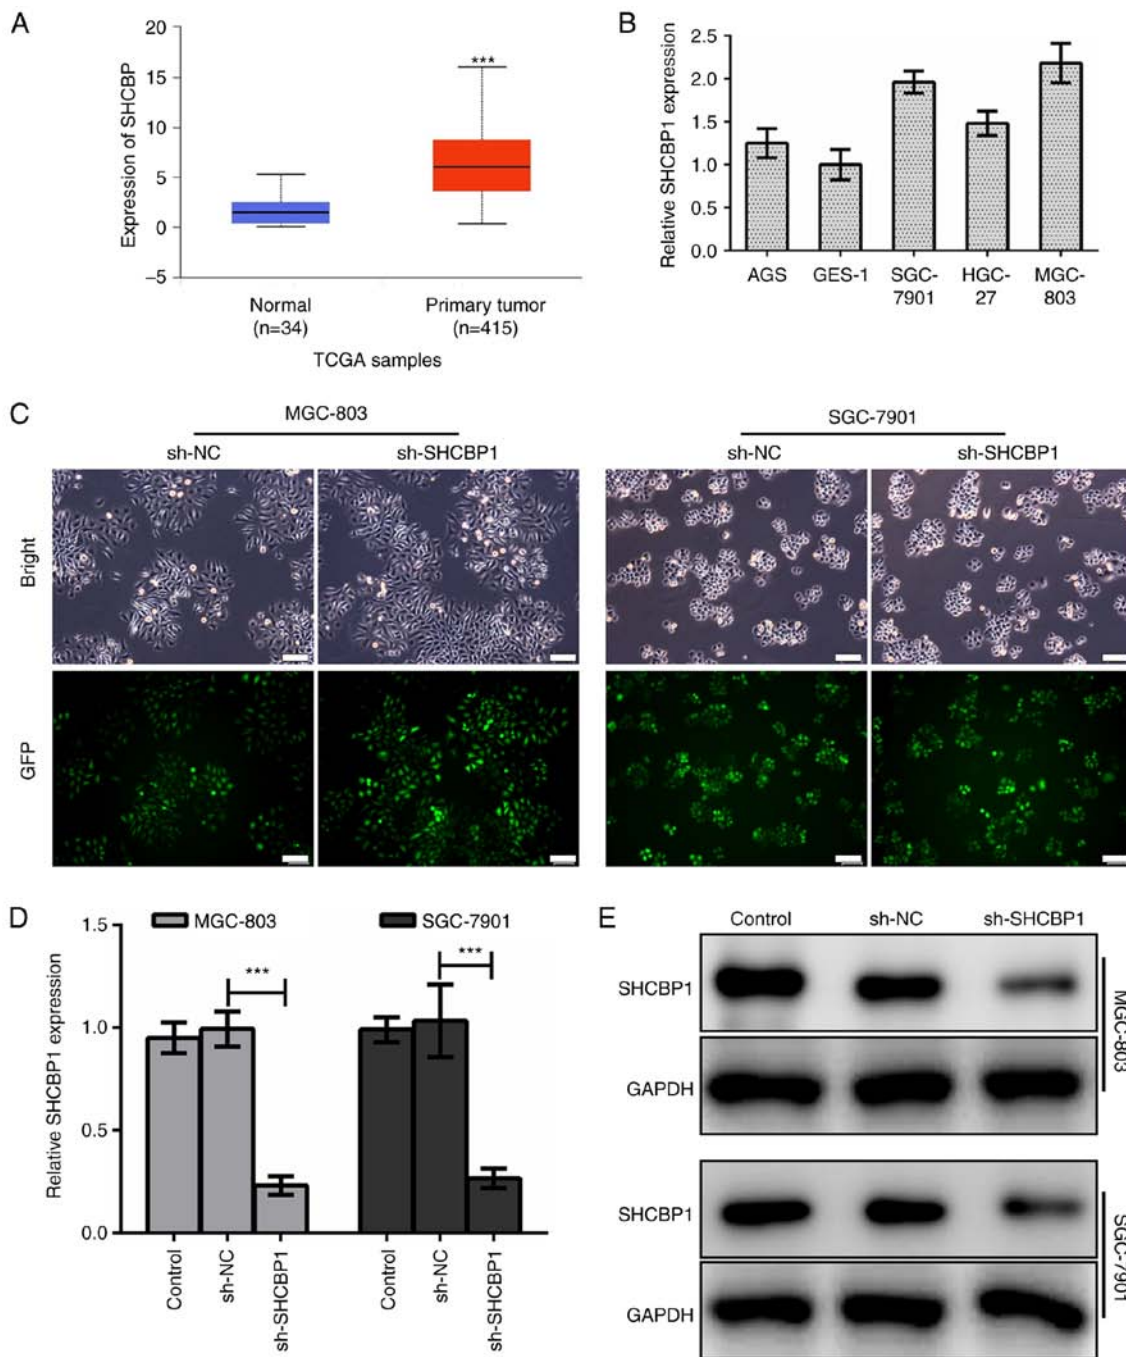 A
Expression of SHCBP
20
15
10
5
0
–5
***
Normal
(n=34)
Primary tumor
(n=415)
TCGA samples
B
Relative SHCBP1 expression
2.5
2.0
1.5
1.0
0.5
0.0
AGS
GES-1
SGC-
7901
HGC-
27
MGC-
803
C
MGC-803
SGC-7901
sh-NC
sh-SHCBP1
sh-NC
sh-SHCBP1
Bright
GFP
D
Relative SHCBP1 expression
1.5
1.0
0.5
0.0
MGC-803
SGC-7901
***
***
Control
sh-NC
sh-SHCBP1
Control
sh-NC
sh-SHCBP1
E
Control
sh-NC
sh-SHCBP1
SHCBP1
GAPDH
MGC-803
SHCBP1
GAPDH
SGC-7901